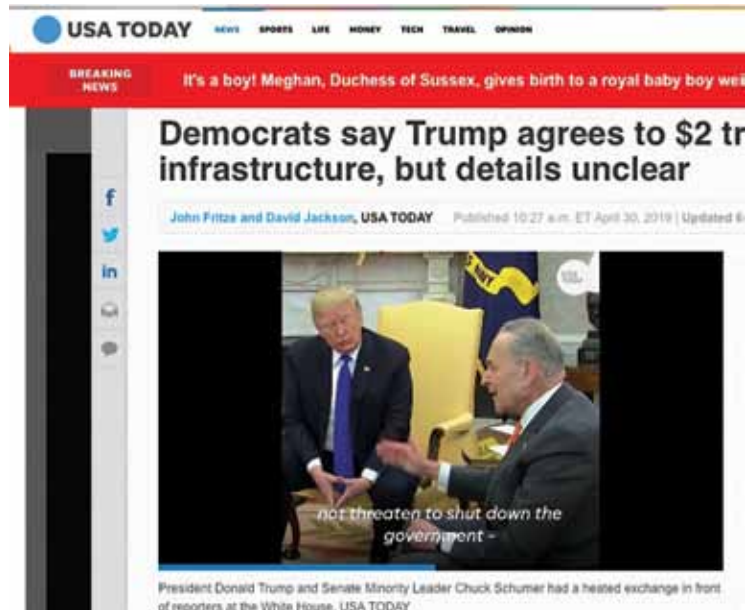 USA TODAY
NEWS SPORTS LIFE MONEY TECH TRAVEL OPINION
BREAKING
NEWS
It's a boy! Meghan, Duchess of Sussex, gives birth to a royal baby boy wei
Democrats say Trump agrees to $2 tr
infrastructure, but details unclear
John Fritze and David Jackson, USA TODAY Published 10:27 a.m. ET April 30, 2019 | Updated 6:
f
in
NAVY
not threaten to shut down the
government -
President Donald Trump and Senate Minority Leader Chuck Schumer had a heated exchange in front
of reporters at the White House. USA TODAY